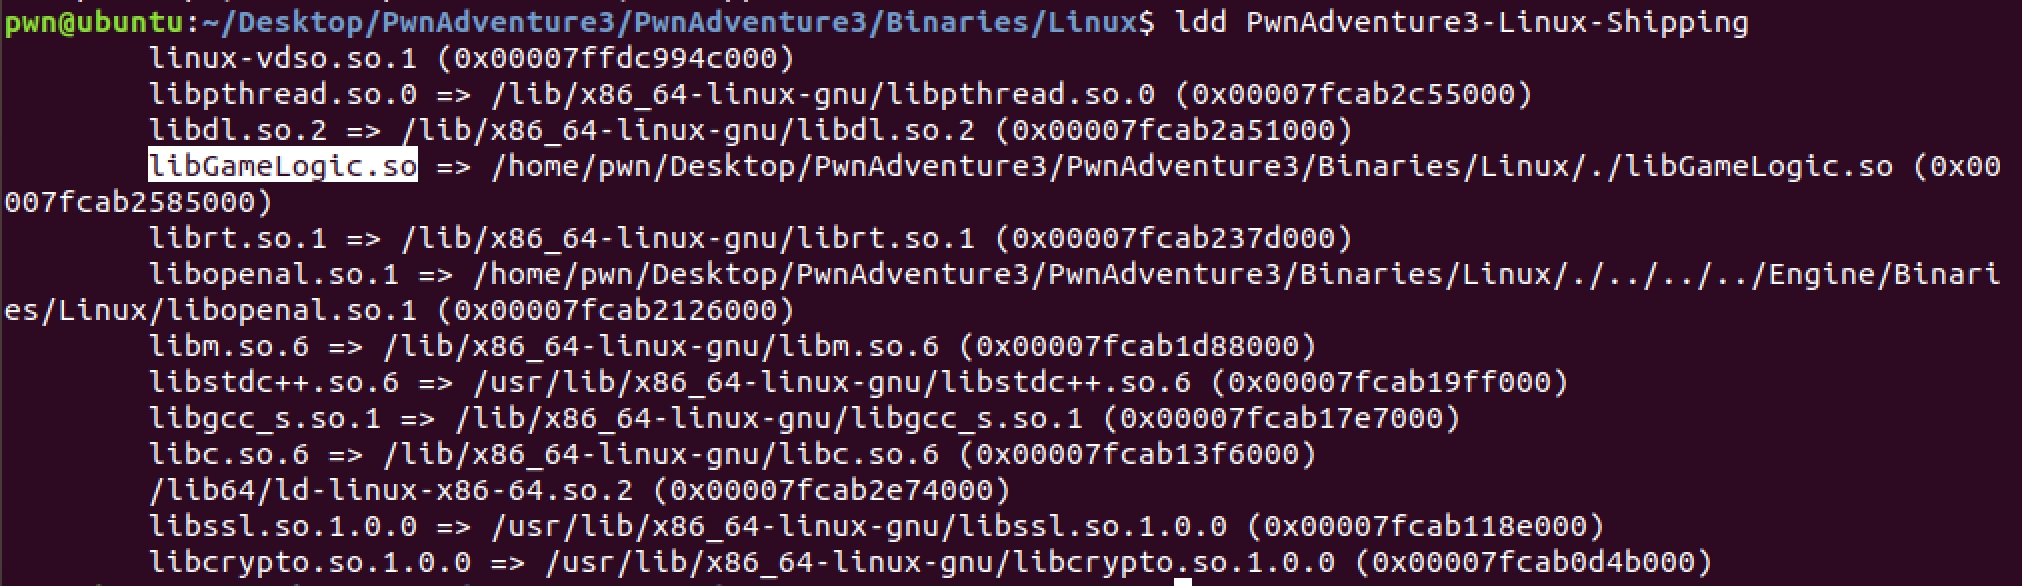 pwn@ubuntu:~/Desktop/PwnAdventure3/PwnAdventure3/Binaries/Linux$ ldd PwnAdventure3-Linux-Shipping
linux-vdso.so.1 (0x00007ffdc994c000)
libpthread.so.0 => /lib/x86_64-linux-gnu/libpthread.so.0 (0x00007fcab2c55000)
libdl.so.2 => /lib/x86_64-linux-gnu/libdl.so.2 (0x00007fcab2a51000)
libGameLogic.so => /home/pwn/Desktop/PwnAdventure3/PwnAdventure3/Binaries/Linux/./libGameLogic.so (0x00
007fcab2585000)
librt.so.1 => /lib/x86_64-linux-gnu/librt.so.1 (0x00007fcab237d000)
libopenal.so.1 => /home/pwn/Desktop/PwnAdventure3/PwnAdventure3/Binaries/Linux/./../../../Engine/Binari
es/Linux/libopenal.so.1 (0x00007fcab2126000)
libm.so.6 => /lib/x86_64-linux-gnu/libm.so.6 (0x00007fcab1d88000)
libstdc++.so.6 => /usr/lib/x86_64-linux-gnu/libstdc++.so.6 (0x00007fcab19ff000)
libgcc_s.so.1 => /lib/x86_64-linux-gnu/libgcc_s.so.1 (0x00007fcab17e7000)
libc.so.6 => /lib/x86_64-linux-gnu/libc.so.6 (0x00007fcab13f6000)
/lib64/ld-linux-x86-64.so.2 (0x00007fcab2e74000)
libssl.so.1.0.0 => /usr/lib/x86_64-linux-gnu/libssl.so.1.0.0 (0x00007fcab118e000)
libcrypto.so.1.0.0 => /usr/lib/x86_64-linux-gnu/libcrypto.so.1.0.0 (0x00007fcab0d4b000)